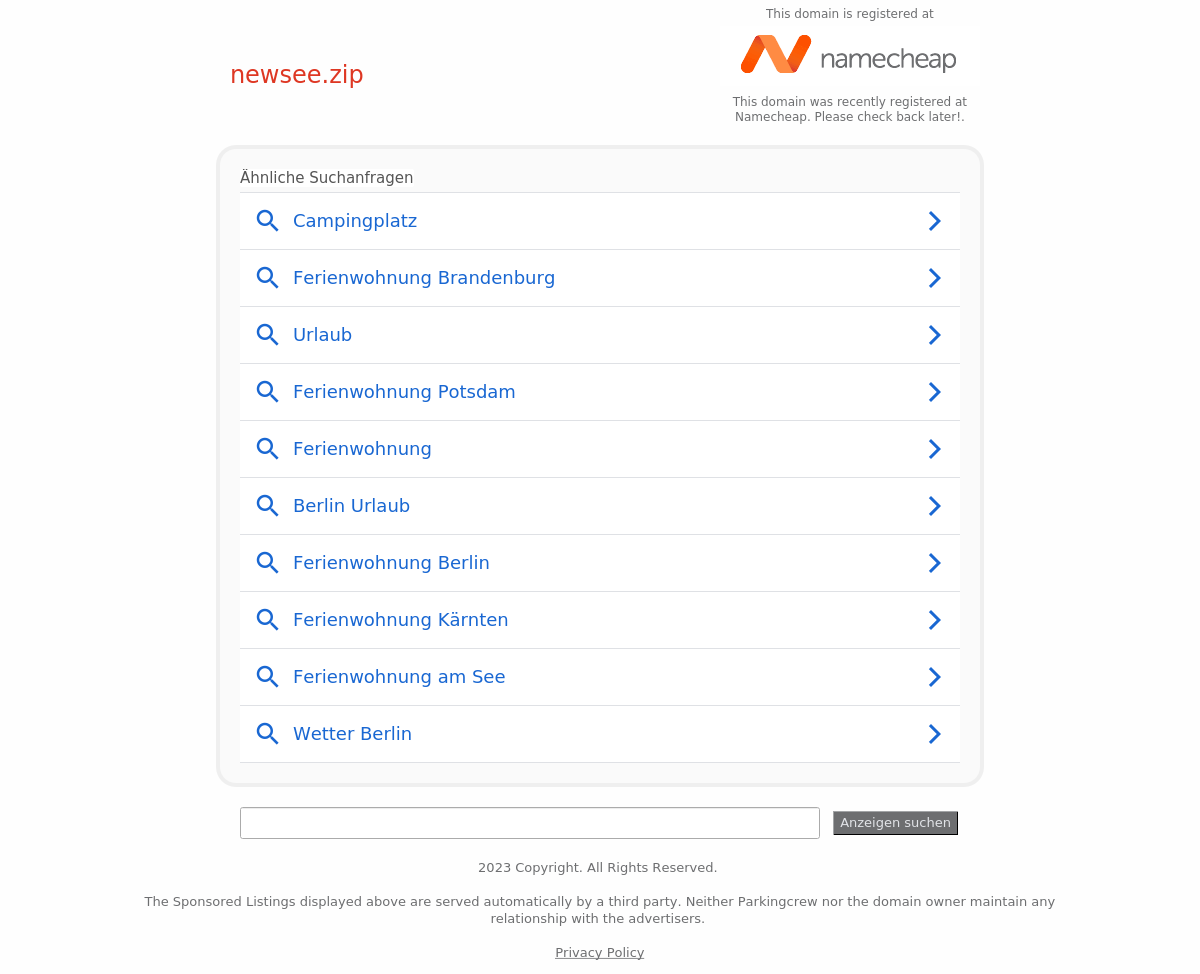 This domain is registered at
newsee.zip
namecheap
This domain was recently registered at
Namecheap. Please check back later!.
Ähnliche Suchanfragen
Campingplatz
Ferienwohnung Brandenburg
Urlaub
Ferienwohnung Potsdam
Ferienwohnung
Berlin Urlaub
Ferienwohnung Berlin
Ferienwohnung Kärnten
Ferienwohnung am See
Wetter Berlin
Anzeigen suchen
2023 Copyright. All Rights Reserved.
The Sponsored Listings displayed above are served automatically by a third party. Neither Parkingcrew nor the domain owner maintain any
relationship with the advertisers.
Privacy Policy